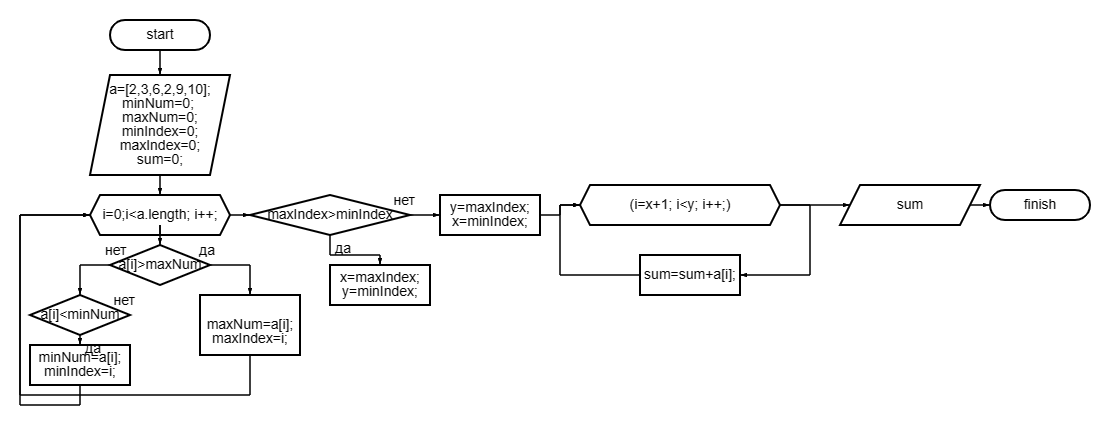 start
a=[2,3,6,2,9,10];
minNum=0;
maxNum=0;
minIndex=0;
maxIndex=0;
sum=0;
i=0;i<a.length; i++;
maxIndex>minIndex
нет
y=maxIndex;
x=minIndex;
(i=x+1; i<y; i++;)
sum
finish
нет
да
a[i]>maxNum
да
x=maxIndex;
y=minIndex;
sum=sum+a[i];
нет
a[i]<minNum
maxNum=a[i];
maxIndex=i;
да
minNum=a[i];
minIndex=i;